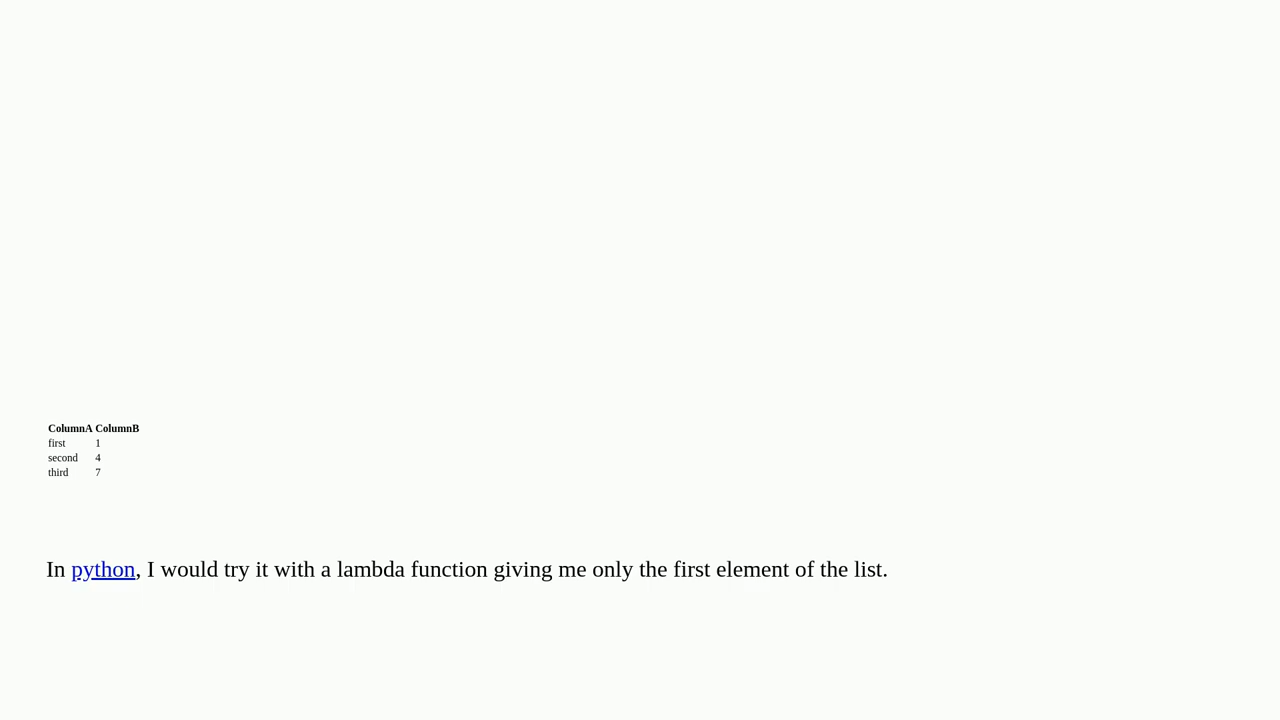 ColumnA ColumnB
first 1
second 4
third 7
In python, I would try it with a lambda function giving me only the first element of the list.